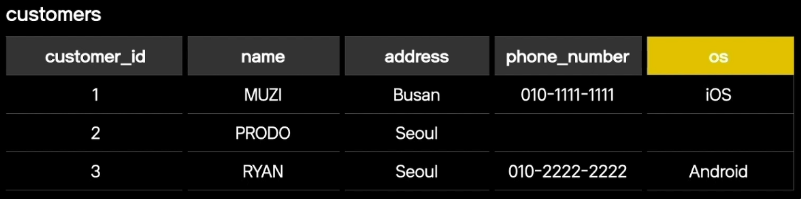 customers
customer_id name address phone_number os
1 MUZI Busan 010-1111-1111 iOS
2 PRODO Seoul
3 RYAN Seoul 010-2222-2222 Android